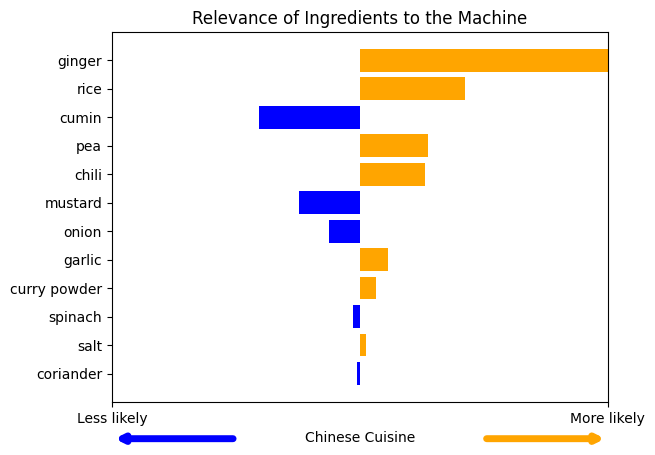 Relevance of Ingredients to the Machine
ginger
rice
cumin
pea
chili
mustard
onion
garlic
curry powder
spinach
salt
coriander
Less likely
More likely
Chinese Cuisine